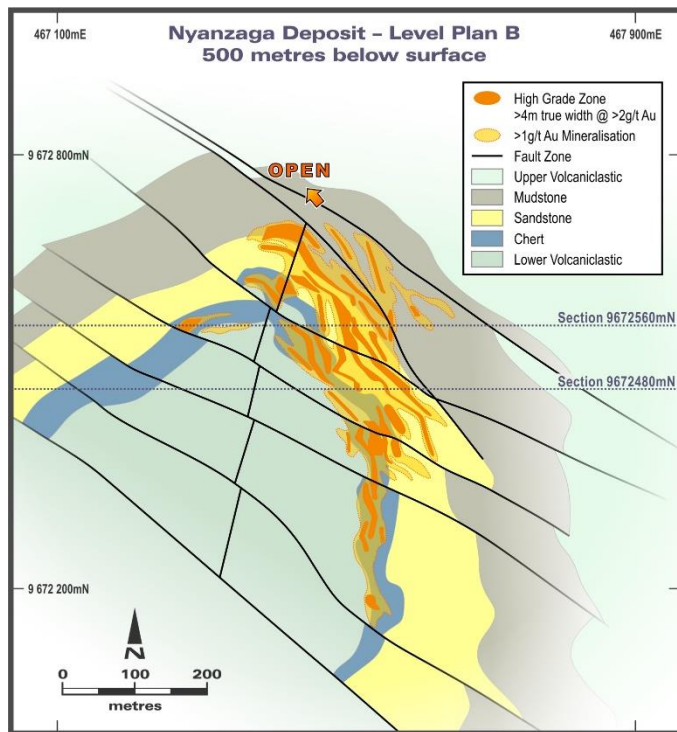 467 100mE
Nyanzaga Deposit – Level Plan B
500 metres below surface
467 900mE
High Grade Zone
>4m true width @ >2g/t Au
>1g/t Au Mineralisation
Fault Zone
Upper Volcaniclastic
Mudstone
Sandstone
Chert
Lower Volcaniclastic
9 672 800mN
OPEN
Section 9672560mN
Section 9672480mN
9 672 200mN
N
0 100 200
metres